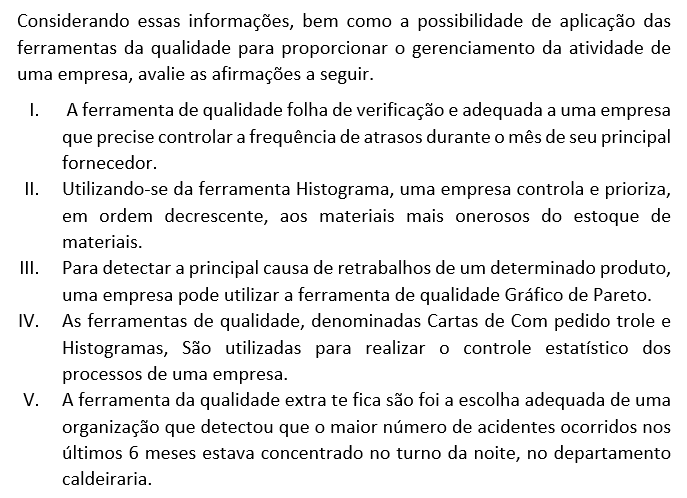 Considerando essas informações, bem como a possibilidade de aplicação das
ferramentas da qualidade para proporcionar o gerenciamento da atividade de
uma empresa, avalie as afirmações a seguir.
I. A ferramenta de qualidade folha de verificação e adequada a uma empresa
que precise controlar a frequência de atrasos durante o mês de seu principal
fornecedor.
II. Utilizando-se da ferramenta Histograma, uma empresa controla e prioriza,
em ordem decrescente, aos materiais mais onerosos do estoque de
materiais.
III. Para detectar a principal causa de retrabalhos de um determinado produto,
uma empresa pode utilizar a ferramenta de qualidade Gráfico de Pareto.
IV. As ferramentas de qualidade, denominadas Cartas de Com pedido trole e
Histogramas, São utilizadas para realizar o controle estatístico dos
processos de uma empresa.
V. A ferramenta da qualidade extra te fica são foi a escolha adequada de uma
organização que detectou que o maior número de acidentes ocorridos nos
últimos 6 meses estava concentrado no turno da noite, no departamento
caldeiraria.